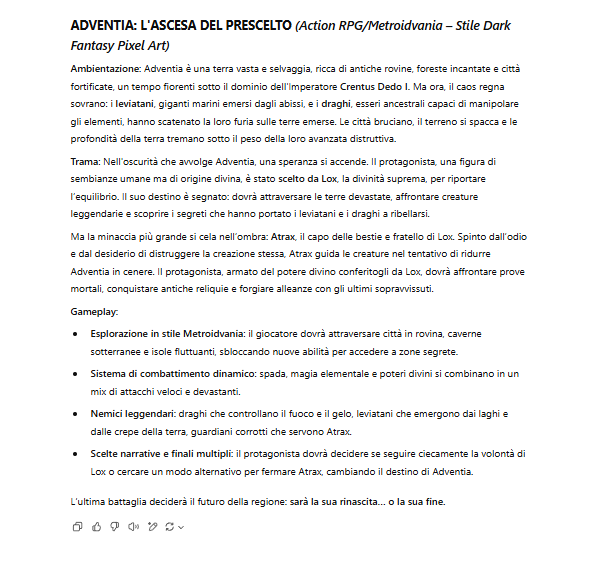 ADVENTIA: L'ASCESA DEL PRESCELTO (Action RPG/Metroidvania – Stile Dark
Fantasy Pixel Art)
Ambientazione: Adventia è una terra vasta e selvaggia, ricca di antiche rovine, foreste incantate e città
fortificate, un tempo fiorenti sotto il dominio dell'Imperatore Crentus Dedo I. Ma ora, il caos regna
sovrano: i leviatani, giganti marini emersi dagli abissi, e i draghi, esseri ancestrali capaci di manipolare
gli elementi, hanno scatenato la loro furia sulle terre emerse. Le città bruciano, il terreno si spacca e le
profondità della terra tremano sotto il peso della loro avanzata distruttiva.
Trama: Nell'oscurità che avvolge Adventia, una speranza si accende. Il protagonista, una figura di
sembianze umane ma di origine divina, è stato scelto da Lox, la divinità suprema, per riportare
l'equilibrio. Il suo destino è segnato: dovrà attraversare le terre devastate, affrontare creature
leggendarie e scoprire i segreti che hanno portato i leviatani e i draghi a ribellarsi.
Ma la minaccia più grande si cela nell'ombra: Atrax, il capo delle bestie e fratello di Lox. Spinto dall'odio
e dal desiderio di distruggere la creazione stessa, Atrax guida le creature nel tentativo di ridurre
Adventia in cenere. Il protagonista, armato del potere divino conferitogli da Lox, dovrà affrontare prove
mortali, conquistare antiche reliquie e forgiare alleanze con gli ultimi sopravvissuti.
Gameplay:
• Esplorazione in stile Metroidvania: il giocatore dovrà attraversare città in rovina, caverne
sotterranee e isole fluttuanti, sbloccando nuove abilità per accedere a zone segrete.
• Sistema di combattimento dinamico: spada, magia elementale e poteri divini si combinano in un
mix di attacchi veloci e devastanti.
• Nemici leggendari: draghi che controllano il fuoco e il gelo, leviatani che emergono dai laghi e
dalle crepe della terra, guardiani corrotti che servono Atrax.
• Scelte narrative e finali multipli: il protagonista dovrà decidere se seguire ciecamente la volontà di
Lox o cercare un modo alternativo per fermare Atrax, cambiando il destino di Adventia.
L'ultima battaglia deciderà il futuro della regione: sarà la sua rinascita... o la sua fine.